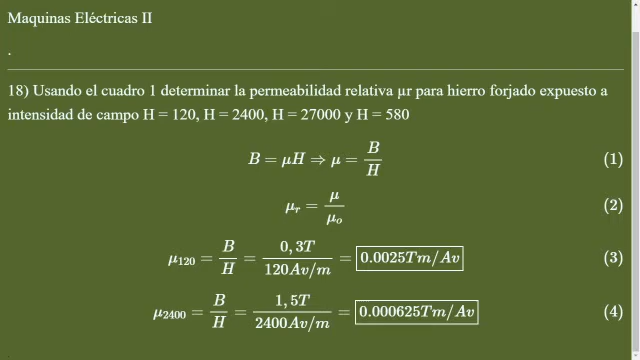 Maquinas Eléctricas II
.
18) Usando el cuadro 1 determinar la permeabilidad relativa μr para hierro forjado expuesto a
intensidad de campo H = 120, H = 2400, H = 27000 y H = 580
B = μH ⇒ μ = B/H (1)
μr = μ/μo (2)
μ120 = B/H = 0,3T/120Av/m = 0.0025Tm/Av (3)
μ2400 = B/H = 1,5T/2400Av/m = 0.000625Tm/Av (4)